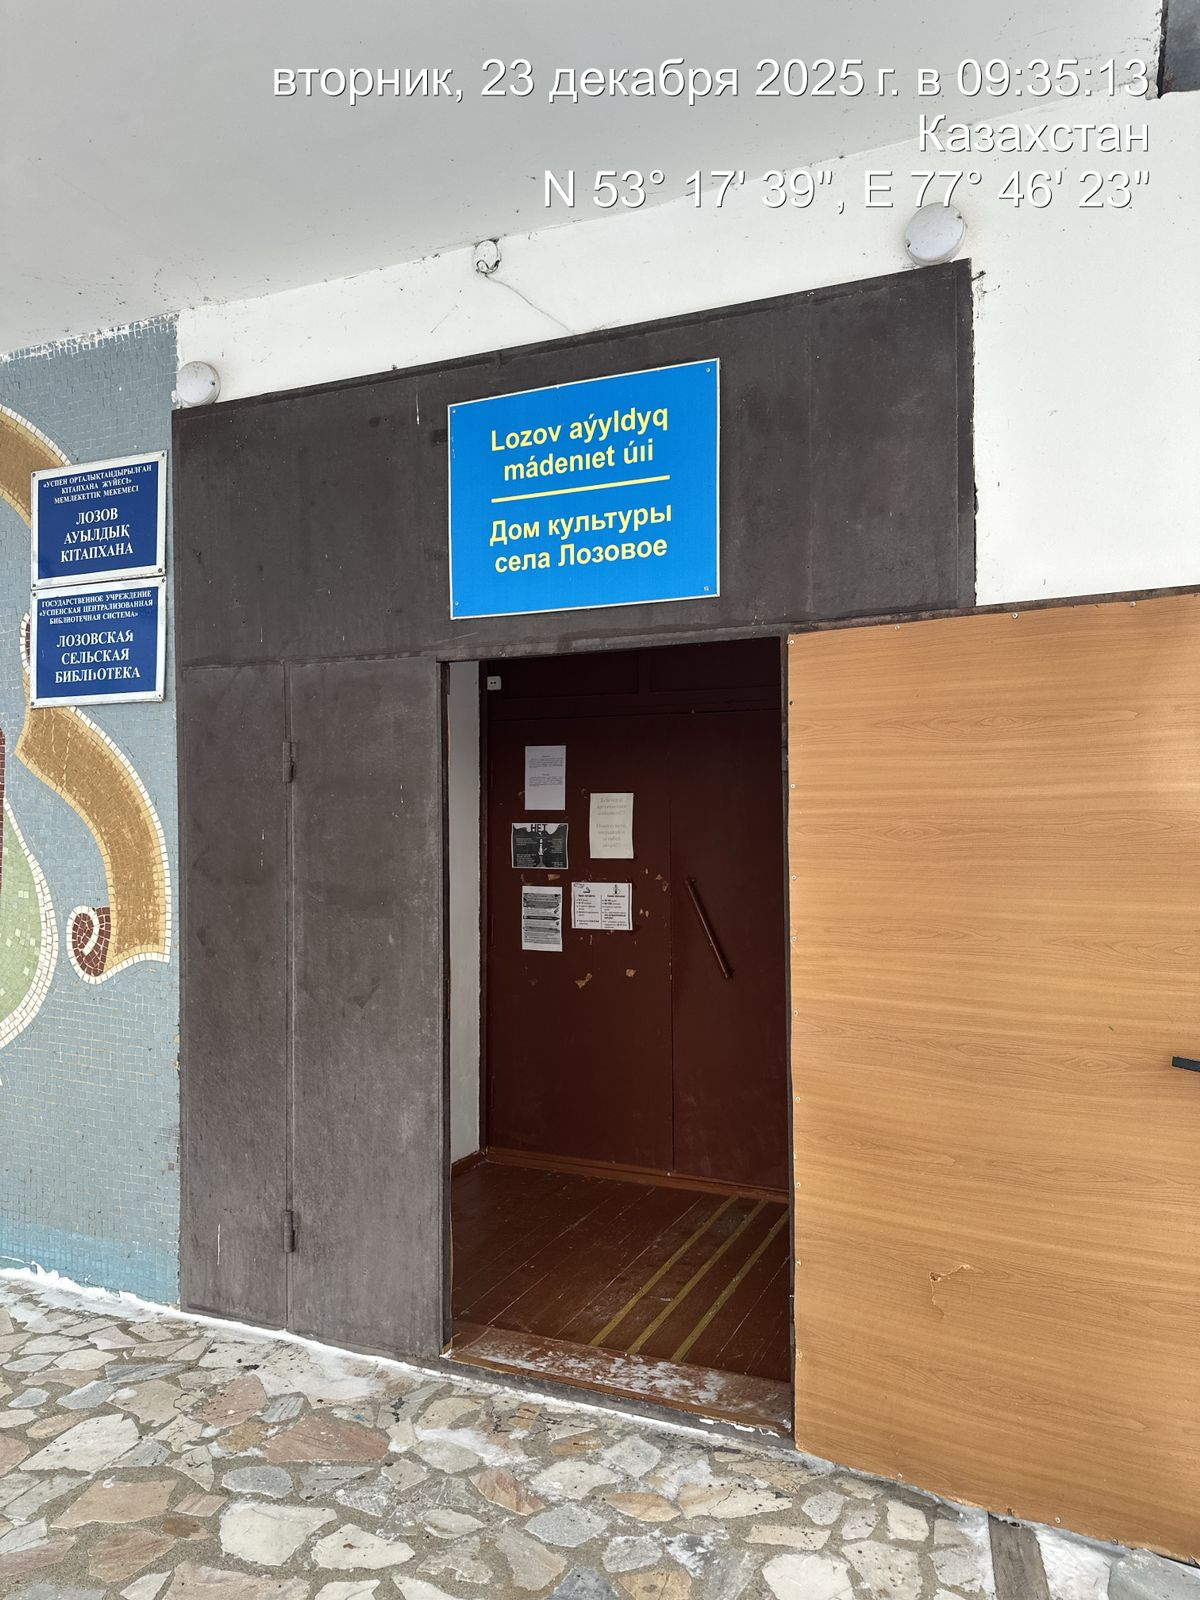 вторник, 23 декабря 2025 г. в 09:35:13
Казахстан
N 53° 17' 39", E 77° 46' 23"
Lozov aýyldyq
mádenıet úıi
Дом культуры
села Лозовое
«УСПЕН ОРТАЛЫҚТАНДЫРЫЛҒАН
КІТАПХАНА ЖҮЙЕСІ»
МЕМЛЕКЕТТІК МЕКЕМЕСІ
ЛОЗОВ
АУЫЛДЫҚ
КІТАПХАНА
ГОСУДАРСТВЕННОЕ УЧРЕЖДЕНИЕ
«УСПЕНСКАЯ ЦЕНТРАЛИЗОВАННАЯ
БИБЛИОТЕЧНАЯ СИСТЕМА»
ЛОЗОВСКАЯ
СЕЛЬСКАЯ
БИБЛИОТЕКА
НЕТ